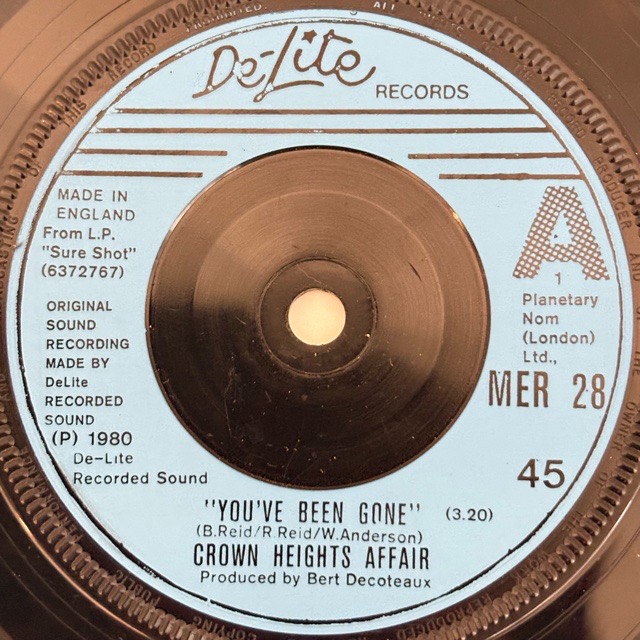 De-Lite
RECORDS
MADE IN
ENGLAND
From L.P.
"Sure Shot"
(6372767)
ORIGINAL
SOUND
RECORDING
MADE BY
DeLite
RECORDED
SOUND
(P) 1980
De-Lite
Recorded Sound
A
1
Planetary
Nom
(London)
Ltd.,
MER 28
45
"YOU'VE BEEN GONE" (3.20)
(B.Reid/R.Reid/W.Anderson)
CROWN HEIGHTS AFFAIR
Produced by Bert Decoteaux